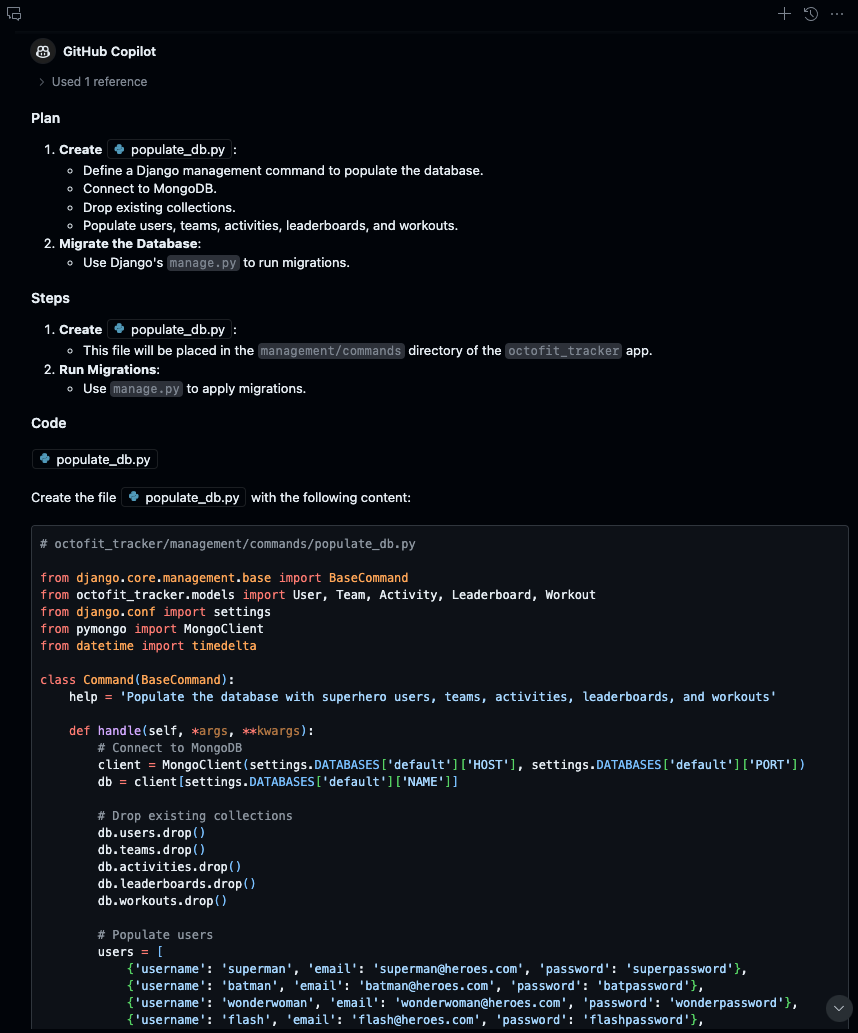 GitHub Copilot
Used 1 reference
Plan
1. Create populate_db.py :
Define a Django management command to populate the database.
Connect to MongoDB.
Drop existing collections.
Populate users, teams, activities, leaderboards, and workouts.
2. Migrate the Database:
Use Django's manage.py to run migrations.
Steps
1. Create populate_db.py :
This file will be placed in the management/commands directory of the octofit_tracker app.
2. Run Migrations:
Use manage.py to apply migrations.
Code
populate_db.py
Create the file populate_db.py with the following content:
# octofit_tracker/management/commands/populate_db.py
from django.core.management.base import BaseCommand
from octofit_tracker.models import User, Team, Activity, Leaderboard, Workout
from django.conf import settings
from pymongo import MongoClient
from datetime import timedelta
class Command(BaseCommand):
help = 'Populate the database with superhero users, teams, activities, leaderboards, and workouts'
def handle(self, *args, **kwargs):
# Connect to MongoDB
client = MongoClient(settings.DATABASES['default']['HOST'], settings.DATABASES['default']['PORT'])
db = client[settings.DATABASES['default']['NAME']]
# Drop existing collections
db.users.drop()
db.teams.drop()
db.activities.drop()
db.leaderboards.drop()
db.workouts.drop()
# Populate users
users = [
{'username': 'superman', 'email': 'superman@heroes.com', 'password': 'superpassword'},
{'username': 'batman', 'email': 'batman@heroes.com', 'password': 'batpassword'},
{'username': 'wonderwoman', 'email': 'wonderwoman@heroes.com', 'password': 'wonderpassword'},
{'username': 'flash', 'email': 'flash@heroes.com', 'password': 'flashpassword'},